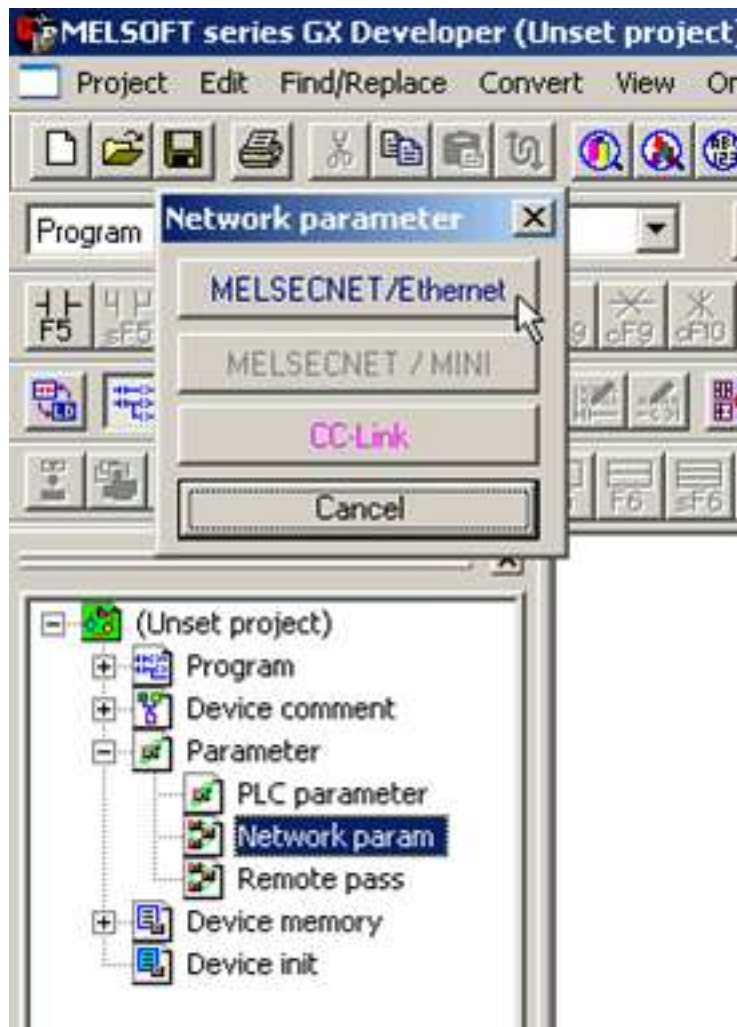 MELSOFT series GX Developer (Unset project)
Project Edit Find/Replace Convert View
Program
Network parameter
MELSECNET/Ethernet
MELSECNET / MINI
CC-Link
Cancel
F5 sF5 cF9 cF10
F6 sF6
(Unset project)
Program
Device comment
Parameter
PLC parameter
Network param
Remote pass
Device memory
Device init